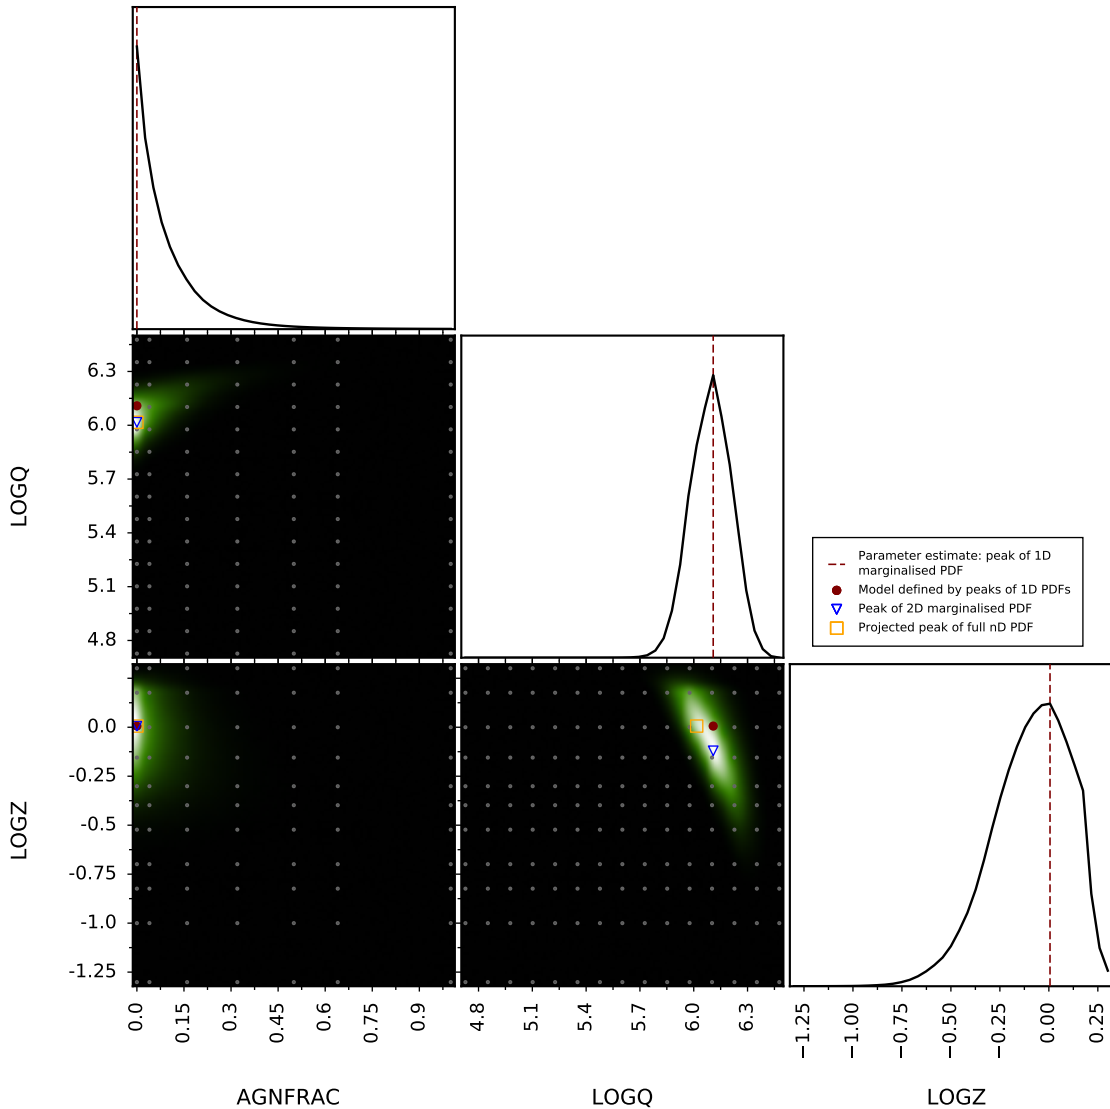 6.3
6.0
5.7
5.4
5.1
4.8
LOGQ
Parameter estimate: peak of 1D
marginalised PDF
Model defined by peaks of 1D PDFs
Peak of 2D marginalised PDF
Projected peak of full nD PDF
0.0
-0.25
-0.5
-0.75
-1.0
-1.25
LOGZ
0.0 0.15 0.3 0.45 0.6 0.75 0.9
4.8 5.1 5.4 5.7 6.0 6.3
−1.25 −1.00 −0.75 −0.50 −0.25 0.00 0.25
AGNFRAC LOGQ LOGZ